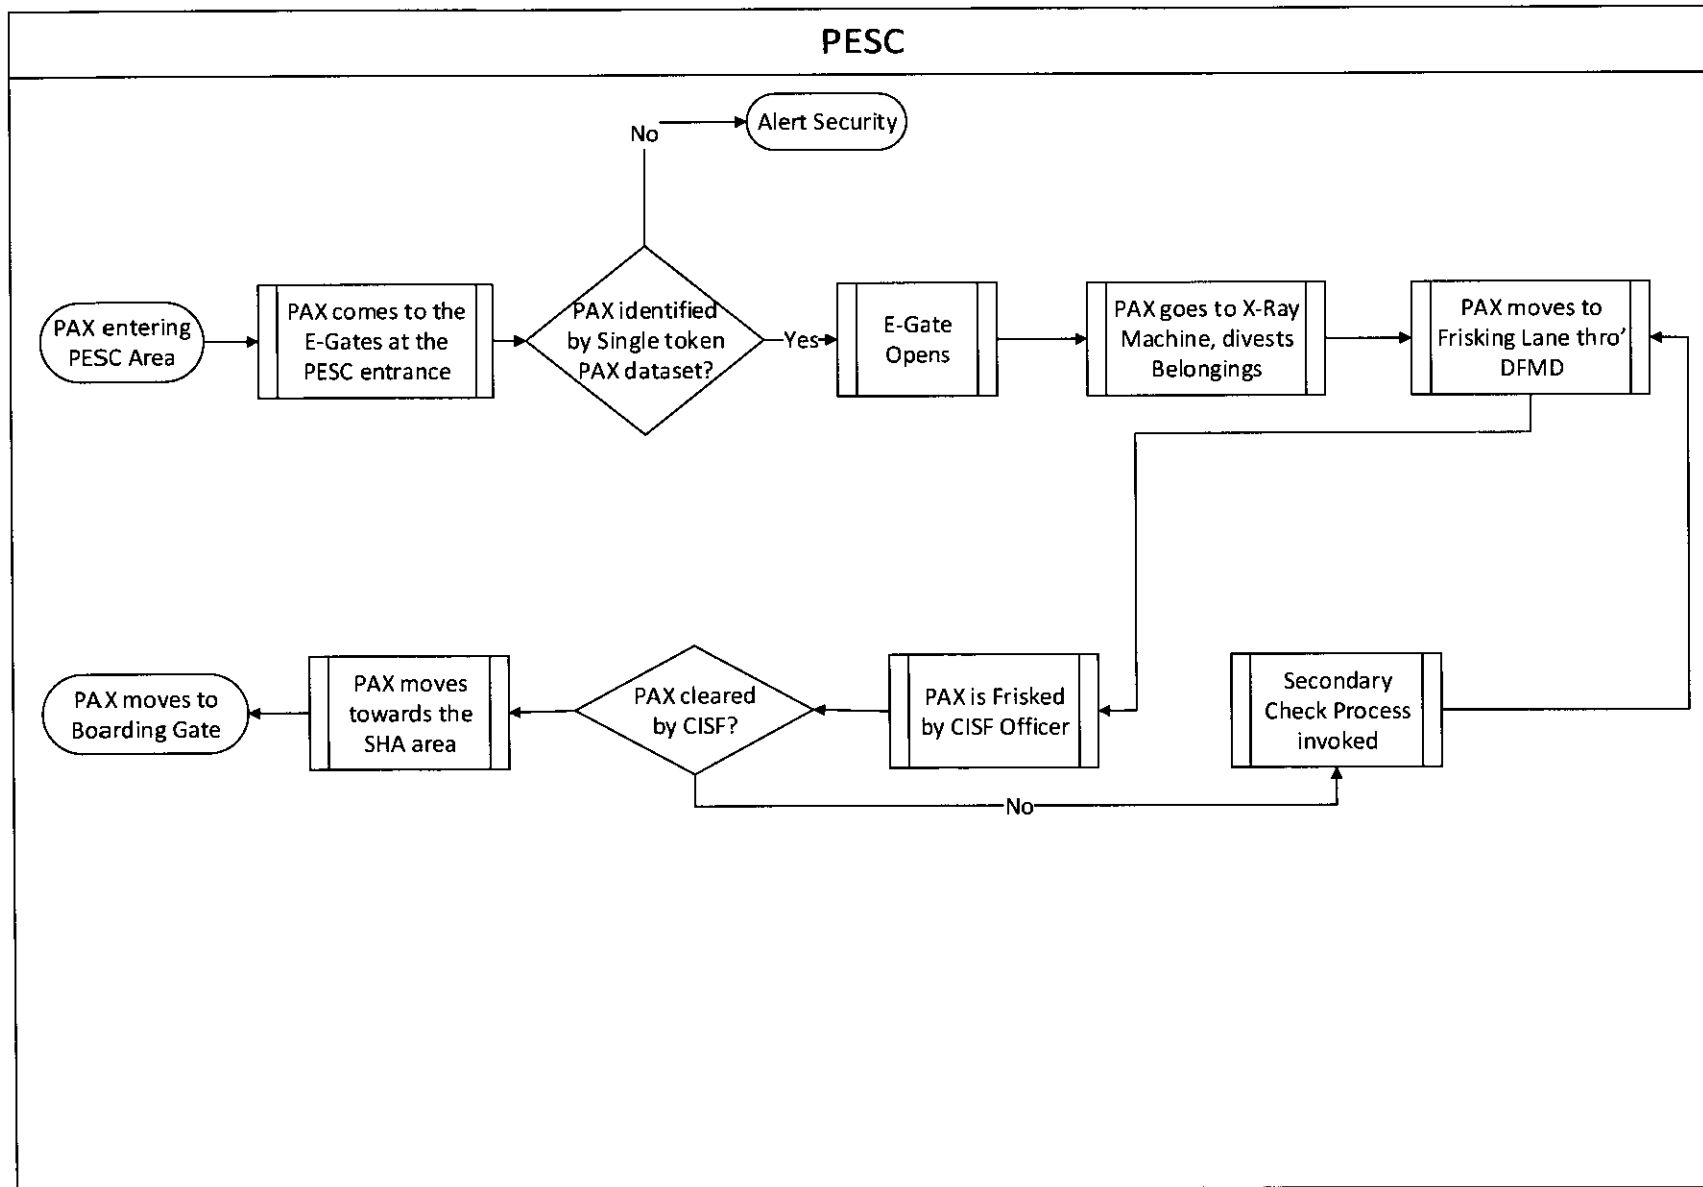 PESC
Alert Security
No
PAX entering
PESC Area
PAX comes to the
E-Gates at the
PESC entrance
PAX identified
by Single token
PAX dataset?
Yes
E-Gate
Opens
PAX goes to X-Ray
Machine, divests
Belongings
PAX moves to
Frisking Lane thro'
DFMD
PAX moves to
Boarding Gate
PAX moves
towards the
SHA area
PAX cleared
by CISF?
PAX is Frisked
by CISF Officer
Secondary
Check Process
invoked
No